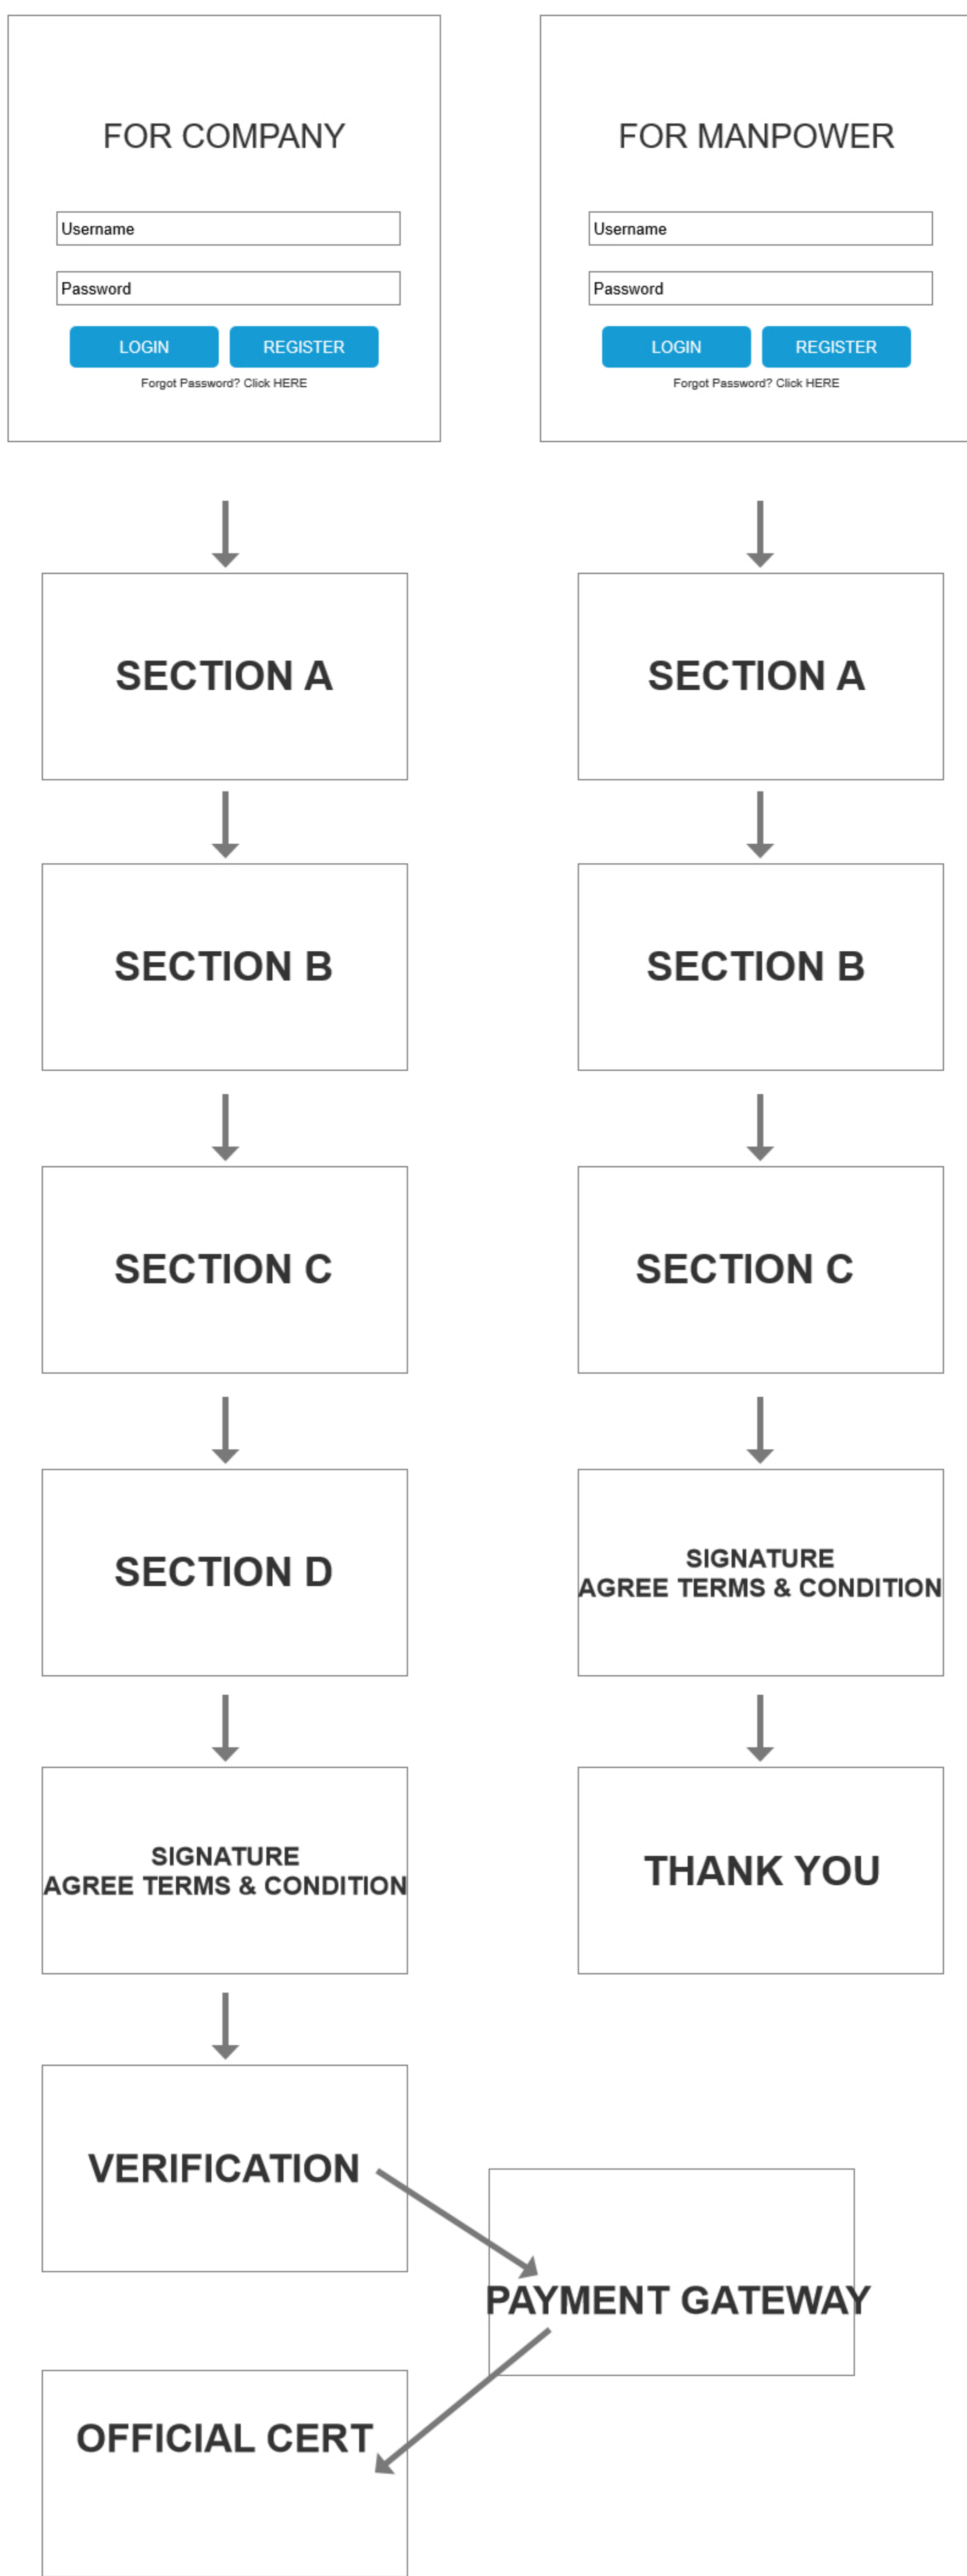 FOR COMPANY
Username
Password
LOGIN
REGISTER
Forgot Password? Click HERE
SECTION A
SECTION B
SECTION C
SECTION D
SIGNATURE
AGREE TERMS & CONDITION
VERIFICATION
PAYMENT GATEWAY
OFFICIAL CERT
FOR MANPOWER
Username
Password
LOGIN
REGISTER
Forgot Password? Click HERE
SECTION A
SECTION B
SECTION C
SIGNATURE
AGREE TERMS & CONDITION
THANK YOU